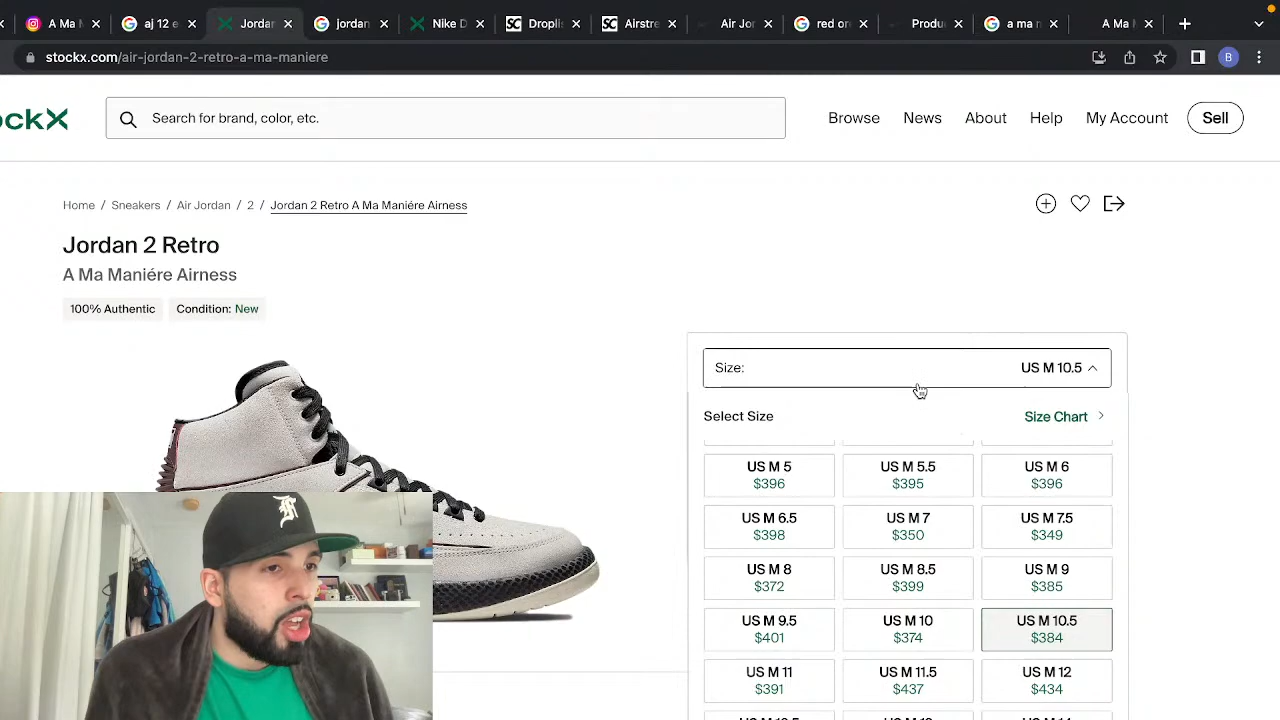 A Ma M
aj 12 e
Jordan
jordan
Nike D
SC Droplis
SC Airstre
Air Jor
red or
Produ
a ma n
A Ma M
stockx.com/air-jordan-2-retro-a-ma-maniere
B
ockX
Search for brand, color, etc.
Browse News About Help My Account Sell
Home / Sneakers / Air Jordan / 2 / Jordan 2 Retro A Ma Maniére Airness
Jordan 2 Retro
A Ma Maniére Airness
100% Authentic Condition: New
Size: US M 10.5
Select Size Size Chart
US M 5 US M 5.5 US M 6
$396 $395 $396
US M 6.5 US M 7 US M 7.5
$398 $350 $349
US M 8 US M 8.5 US M 9
$372 $399 $385
US M 9.5 US M 10 US M 10.5
$401 $374 $384
US M 11 US M 11.5 US M 12
$391 $437 $434